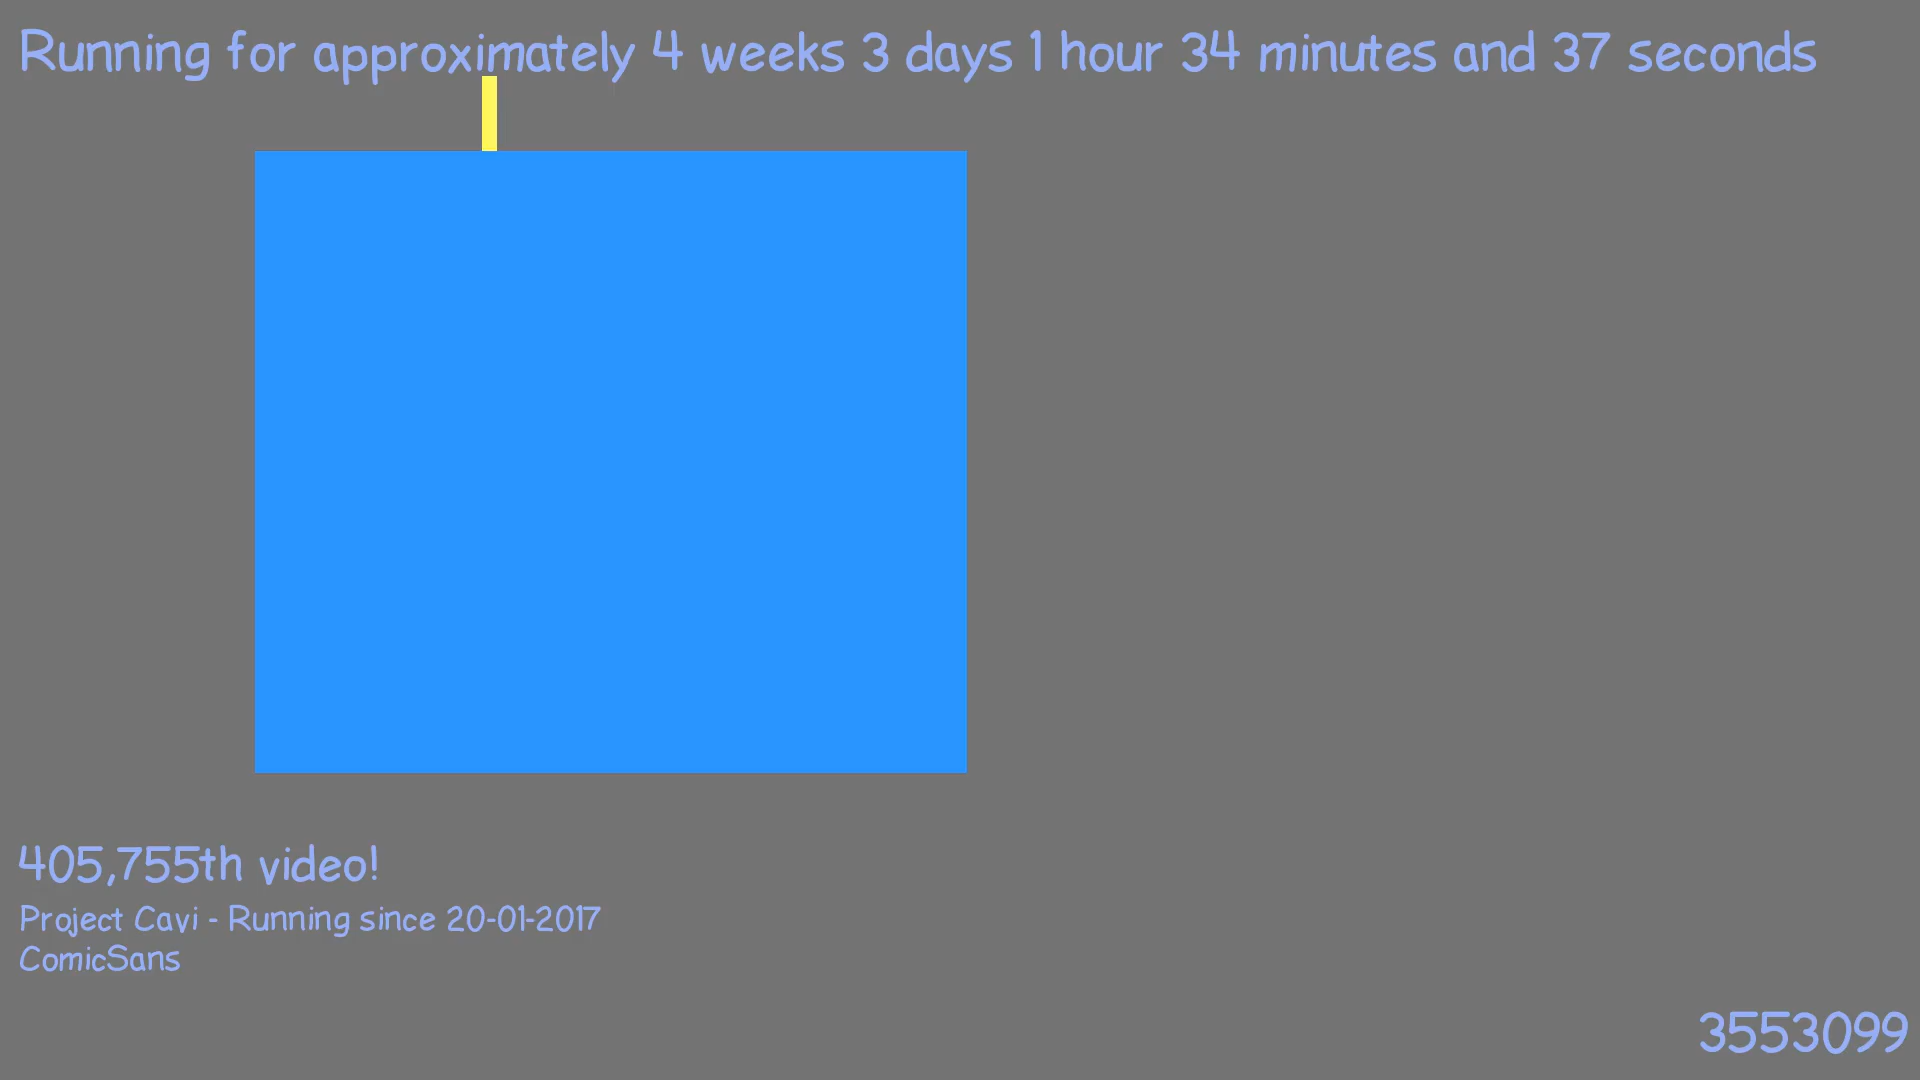 Running for approximately 4 weeks 3 days 1 hour 34 minutes and 37 seconds
405,755th video!
Project Cavi - Running since 20-01-2017
ComicSans
3553099